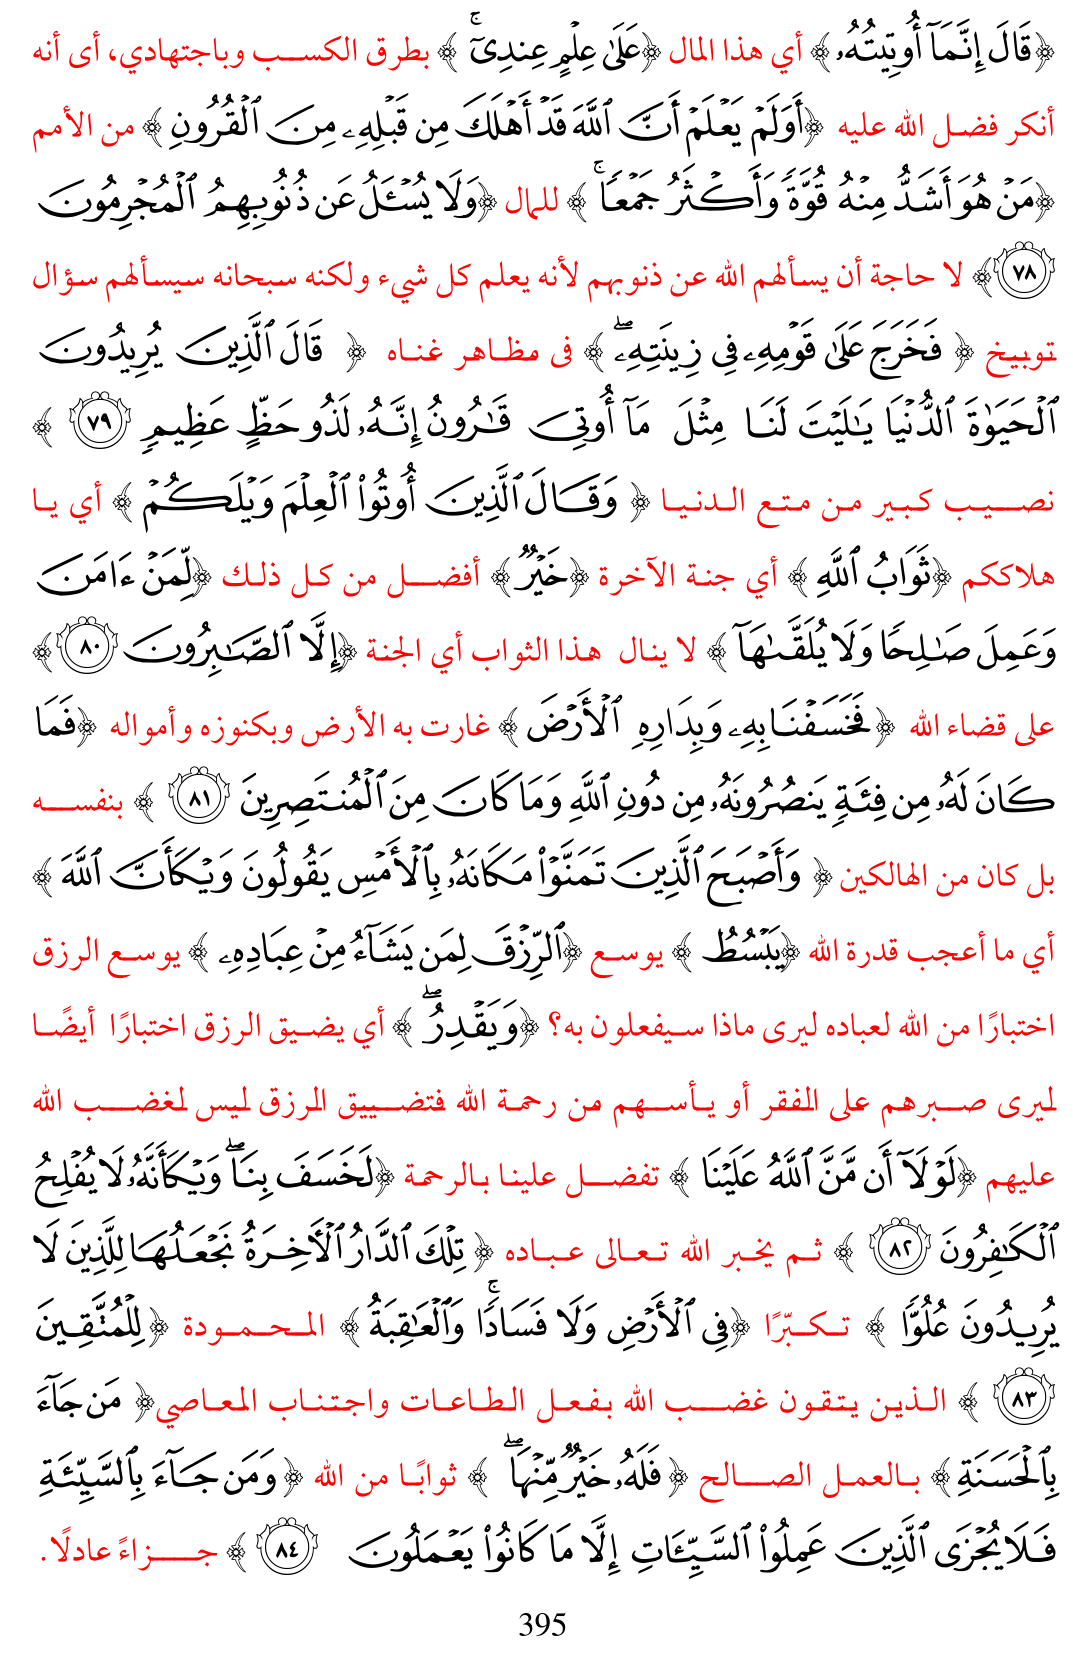 ﴿قَالَ إِنَّمَآ أُوتِيتُهُۥ﴾ أي هذا المال ﴿عَلَىٰ عِلْمٍ عِندِىٓ ۚ﴾ بطرق الكسب وباجتهادي، أى أنه
أنكر فضل الله عليه ﴿أَوَلَمْ يَعْلَمْ أَنَّ ٱللَّهَ قَدْ أَهْلَكَ مِن قَبْلِهِۦ مِنَ ٱلْقُرُونِ﴾ من الأمم
﴿مَنْ هُوَ أَشَدُّ مِنْهُ قُوَّةً وَأَكْثَرُ جَمْعًا ۚ﴾ للمال ﴿وَلَا يُسْـَٔلُ عَن ذُنُوبِهِمُ ٱلْمُجْرِمُونَ
٧٨﴾ لا حاجة أن يسألهم الله عن ذنوبهم لأنه يعلم كل شيء ولكنه سبحانه سيسألهم سؤال
توبيخ ﴿ فَخَرَجَ عَلَىٰ قَوْمِهِۦ فِى زِينَتِهِۦ ۖ ﴾ فى مظاهر غناه ﴿ قَالَ ٱلَّذِينَ يُرِيدُونَ
ٱلْحَيَوٰةَ ٱلدُّنْيَا يَـٰلَيْتَ لَنَا مِثْلَ مَآ أُوتِىَ قَـٰرُونُ إِنَّهُۥ لَذُو حَظٍّ عَظِيمٍ ٧٩ ﴾
نصيب كبير من متع الدنيا ﴿ وَقَالَ ٱلَّذِينَ أُوتُوا۟ ٱلْعِلْمَ وَيْلَكُمْ ﴾ أي يا
هلاككم ﴿ثَوَابُ ٱللَّهِ ﴾ أي جنة الآخرة ﴿خَيْرٌ﴾ أفضل من كل ذلك ﴿لِّمَنْ ءَامَنَ
وَعَمِلَ صَـٰلِحًا وَلَا يُلَقَّىٰهَآ ﴾ لا ينال هذا الثواب أي الجنة ﴿إِلَّا ٱلصَّـٰبِرُونَ ٨٠﴾
على قضاء الله ﴿ فَخَسَفْنَا بِهِۦ وَبِدَارِهِ ٱلْأَرْضَ ﴾ غارت به الأرض وبكنوزه وأمواله ﴿فَمَا
كَانَ لَهُۥ مِن فِئَةٍ يَنصُرُونَهُۥ مِن دُونِ ٱللَّهِ وَمَا كَانَ مِنَ ٱلْمُنتَصِرِينَ ٨١ ﴾ بنفسه
بل كان من الهالكين ﴿ وَأَصْبَحَ ٱلَّذِينَ تَمَنَّوْا۟ مَكَانَهُۥ بِٱلْأَمْسِ يَقُولُونَ وَيْكَأَنَّ ٱللَّهَ ﴾
أي ما أعجب قدرة الله ﴿يَبْسُطُ ﴾ يوسع ﴿ٱلرِّزْقَ لِمَن يَشَآءُ مِنْ عِبَادِهِۦ ﴾ يوسع الرزق
اختبارًا من الله لعباده ليرى ماذا سيفعلون به؟ ﴿وَيَقْدِرُ ۖ ﴾ أي يضيق الرزق اختبارًا أيضًا
ليرى صبرهم على الفقر أو يأسهم من رحمة الله فتضييق الرزق ليس لغضب الله
عليهم ﴿لَوْلَآ أَن مَّنَّ ٱللَّهُ عَلَيْنَا ﴾ تفضل علينا بالرحمة ﴿لَخَسَفَ بِنَا ۖ وَيْكَأَنَّهُۥ لَا يُفْلِحُ
ٱلْكَـٰفِرُونَ ٨٢ ﴾ ثم يخبر الله تعالى عباده ﴿ تِلْكَ ٱلدَّارُ ٱلْأَخِرَةُ نَجْعَلُهَا لِلَّذِينَ لَا
يُرِيدُونَ عُلُوًّا ﴾ تكبّرًا ﴿فِى ٱلْأَرْضِ وَلَا فَسَادًا ۚ وَٱلْعَـٰقِبَةُ ﴾ المحمودة ﴿لِلْمُتَّقِينَ
٨٣ ﴾ الذين يتقون غضب الله بفعل الطاعات واجتناب المعاصي﴿ مَن جَآءَ
بِٱلْحَسَنَةِ ﴾ بالعمل الصالح ﴿فَلَهُۥ خَيْرٌ مِّنْهَا ۖ ﴾ ثوابًا من الله ﴿وَمَن جَآءَ بِٱلسَّيِّئَةِ
فَلَا يُجْزَى ٱلَّذِينَ عَمِلُوا۟ ٱلسَّيِّـَٔاتِ إِلَّا مَا كَانُوا۟ يَعْمَلُونَ ٨٤ ﴾ جزاءً عادلًا.
395